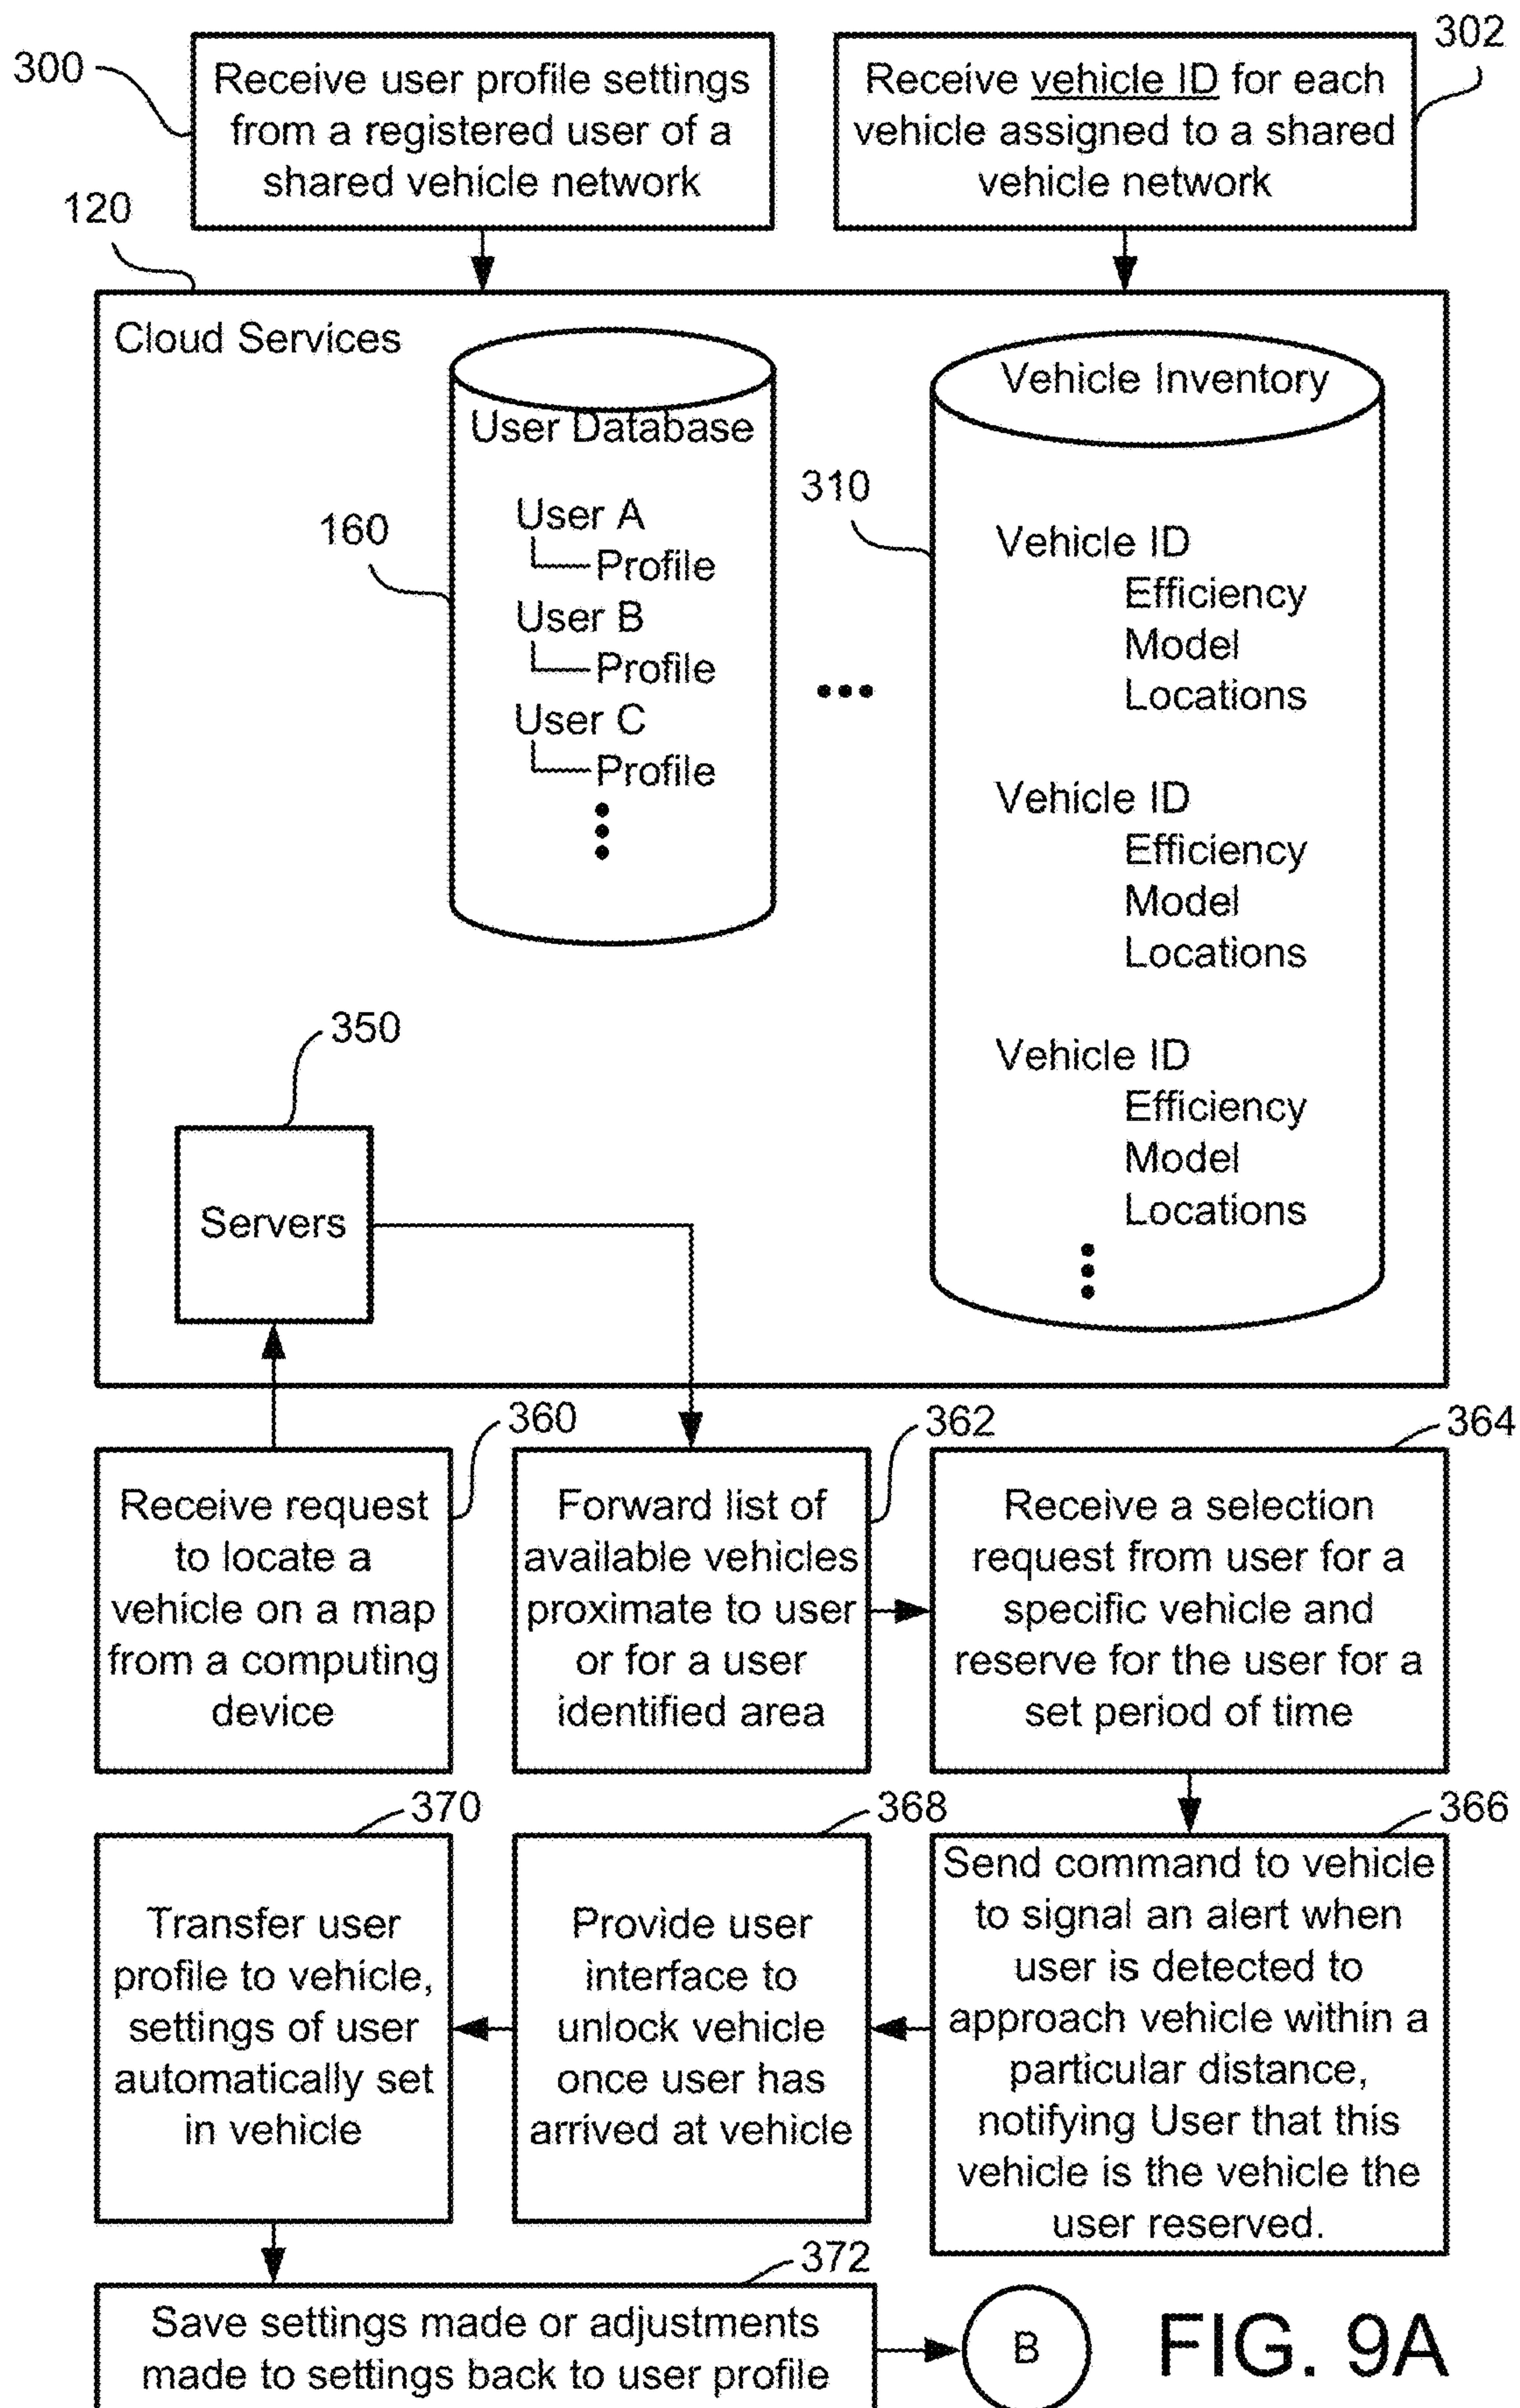 300
Receive user profile settings
from a registered user of a
shared vehicle network
302
Receive vehicle ID for each
vehicle assigned to a shared
vehicle network
120
Cloud Services
User Database
160
User A
Profile
User B
Profile
User C
Profile
Vehicle Inventory
310
Vehicle ID
Efficiency
Model
Locations
Vehicle ID
Efficiency
Model
Locations
Vehicle ID
Efficiency
Model
Locations
350
Servers
360
Receive request
to locate a
vehicle on a map
from a computing
device
362
Forward list of
available vehicles
proximate to user
or for a user
identified area
364
Receive a selection
request from user for a
specific vehicle and
reserve for the user for a
set period of time
366
Send command to vehicle
to signal an alert when
user is detected to
approach vehicle within a
particular distance,
notifying User that this
vehicle is the vehicle the
user reserved.
368
Provide user
interface to
unlock vehicle
once user has
arrived at vehicle
370
Transfer user
profile to vehicle,
settings of user
automatically set
in vehicle
372
Save settings made or adjustments
made to settings back to user profile
B
FIG. 9A